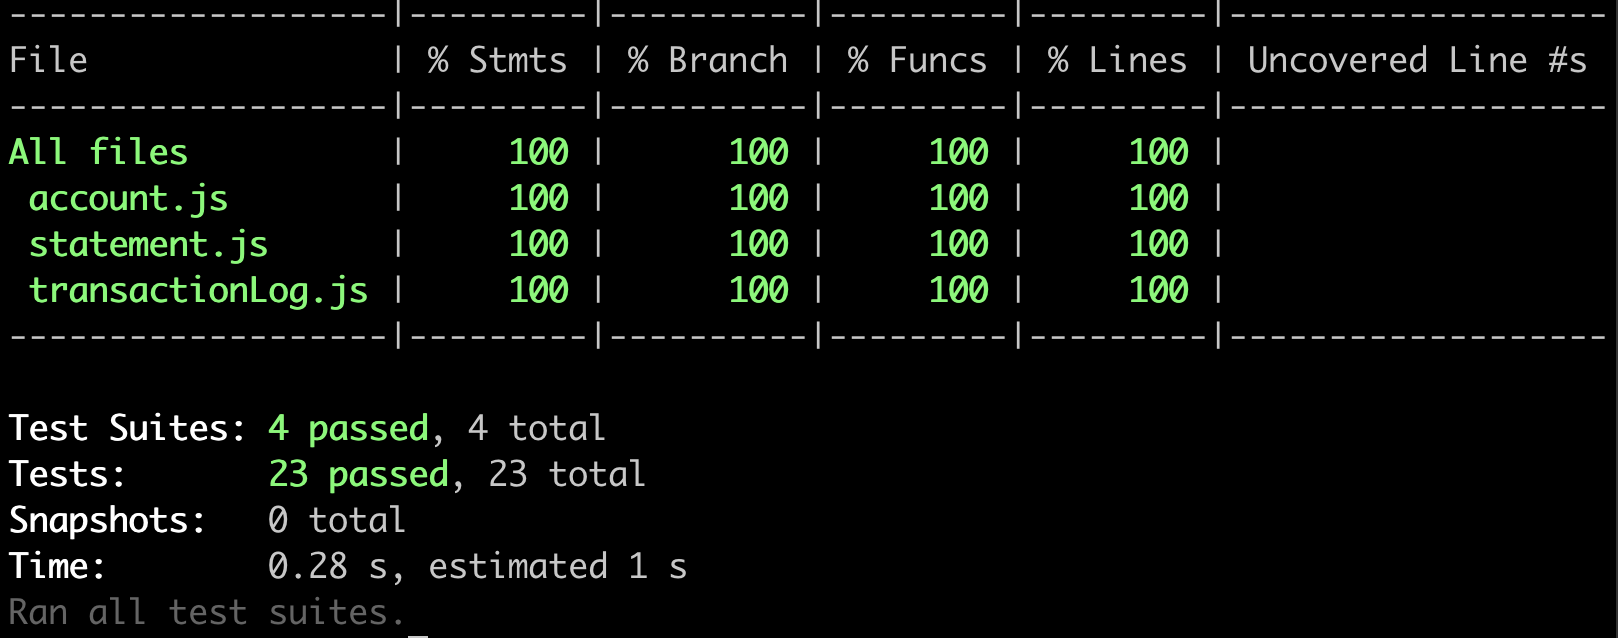 -------------------|---------|----------|---------|---------|-------------------
File               | % Stmts | % Branch | % Funcs | % Lines | Uncovered Line #s
-------------------|---------|----------|---------|---------|-------------------
All files          |     100 |      100 |     100 |     100 |
 account.js        |     100 |      100 |     100 |     100 |
 statement.js      |     100 |      100 |     100 |     100 |
 transactionLog.js |     100 |      100 |     100 |     100 |
-------------------|---------|----------|---------|---------|-------------------
Test Suites: 4 passed, 4 total
Tests:       23 passed, 23 total
Snapshots:   0 total
Time:        0.28 s, estimated 1 s
Ran all test suites.